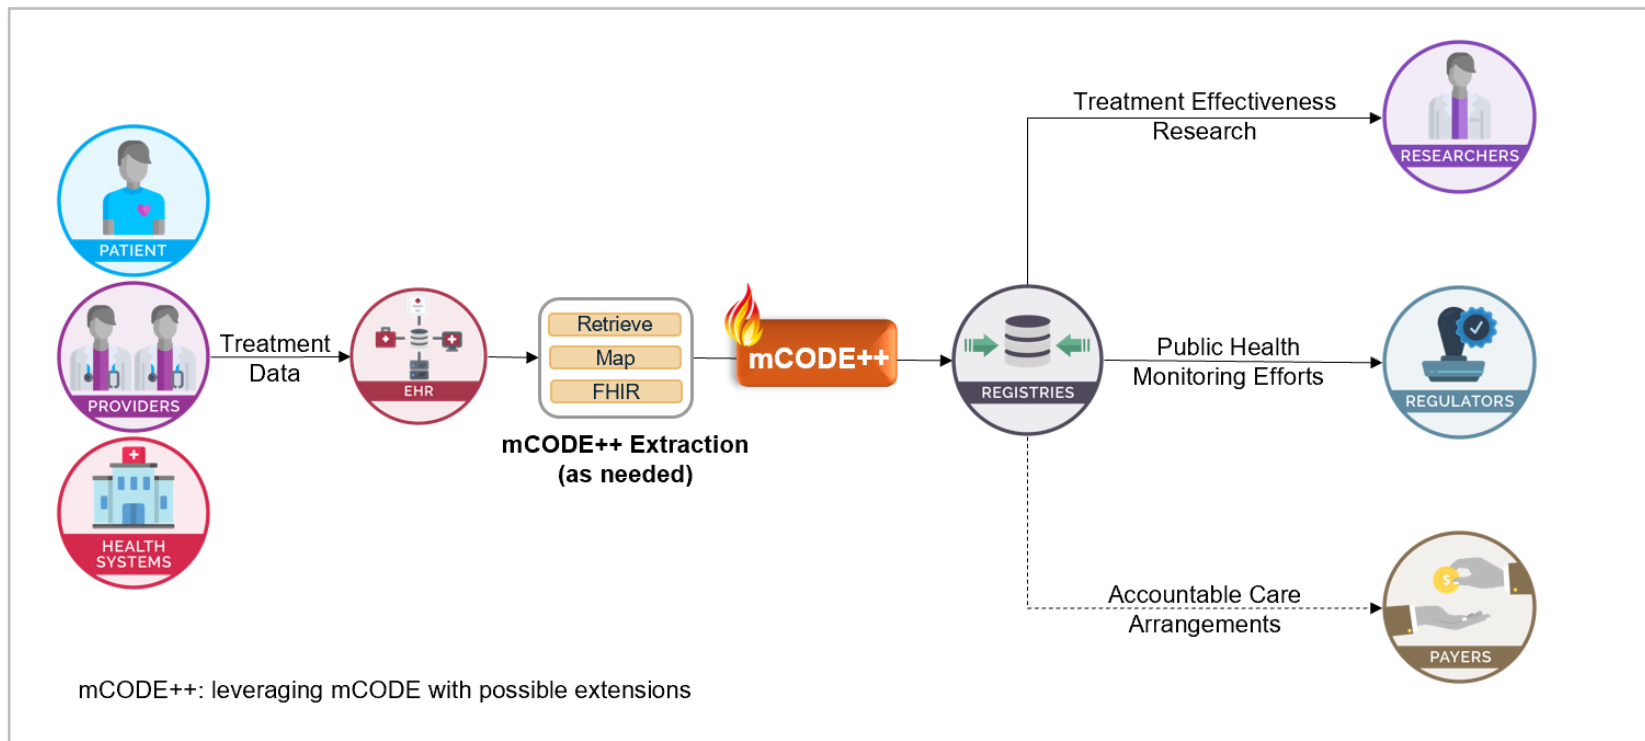 PATIENT
PROVIDERS
HEALTH
SYSTEMS
Treatment
Data
EHR
Retrieve
Map
FHIR
mCODE++ Extraction
(as needed)
mCODE++
REGISTRIES
Treatment Effectiveness
Research
RESEARCHERS
Public Health
Monitoring Efforts
REGULATORS
Accountable Care
Arrangements
$
PAYERS
mCODE++: leveraging mCODE with possible extensions